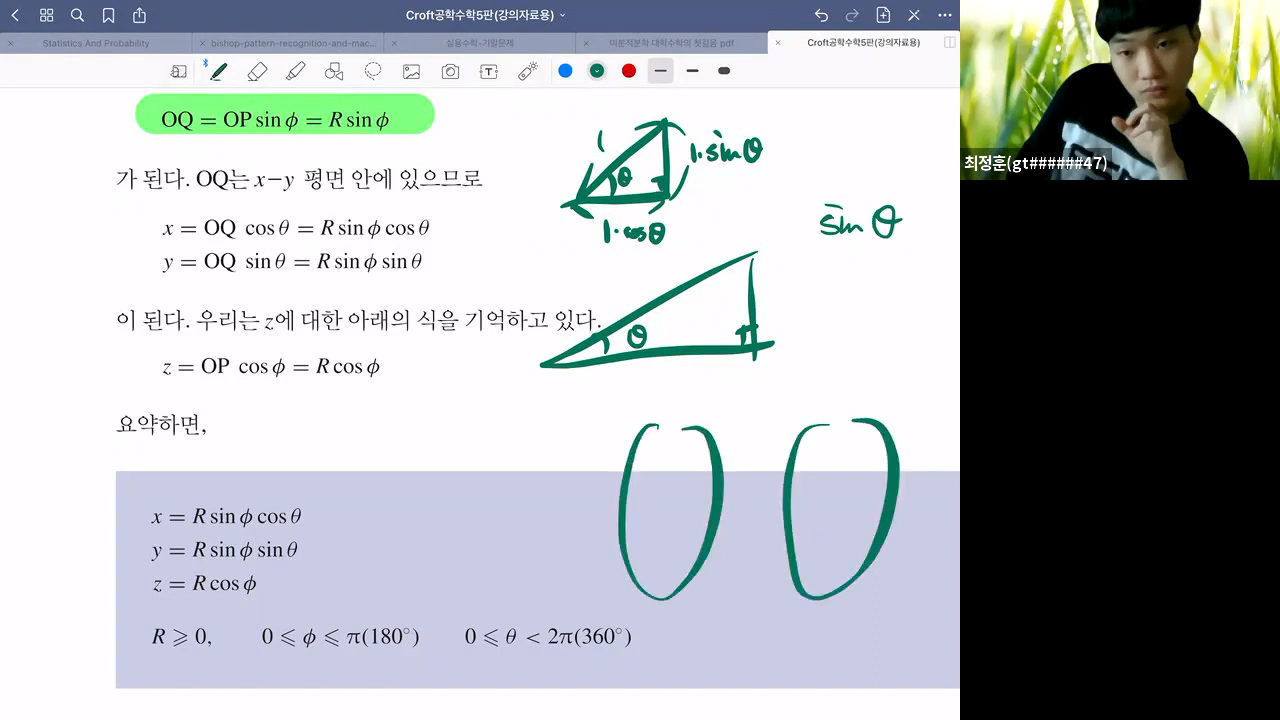 Croft공학수학5판(강의자료용)
Statistics And Probability
bishop-pattern-recognition-and-mac...
실용수학-기말문제
미분적분학 대학수학의 첫걸음.pdf
Croft공학수학5판(강의자료용)
OQ = OP sin ϕ = R sin ϕ
가 된다. OQ는 x−y 평면 안에 있으므로
x = OQ cos θ = R sin ϕ cos θ
y = OQ sin θ = R sin ϕ sin θ
이 된다. 우리는 z에 대한 아래의 식을 기억하고 있다.
z = OP cos ϕ = R cos ϕ
요약하면,
x = R sin ϕ cos θ
y = R sin ϕ sin θ
z = R cos ϕ
R ⩾ 0, 0 ⩽ ϕ ⩽ π(180°) 0 ⩽ θ < 2π(360°)
1
θ
1·sin θ
1·cos θ
sin θ
θ
최정훈(gt######47)